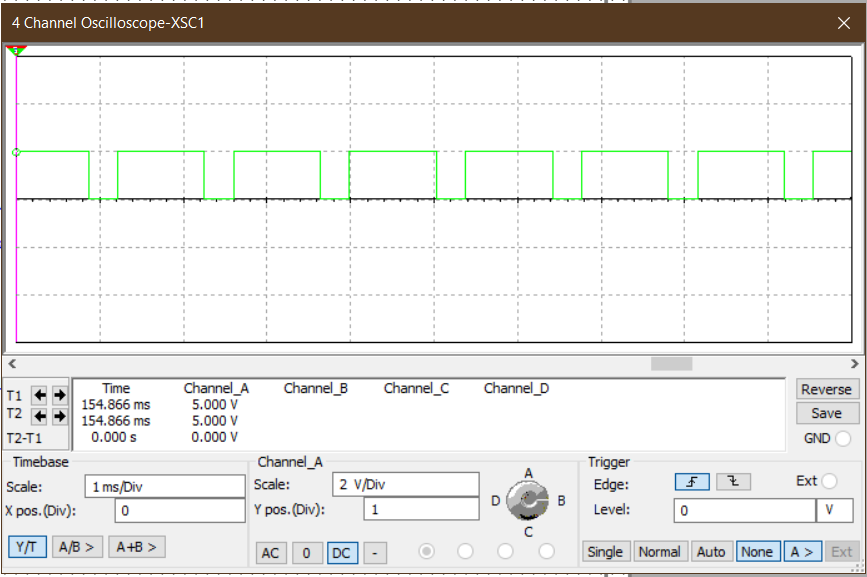 4 Channel Oscilloscope-XSC1
Time Channel_A Channel_B Channel_C Channel_D
T1 154.866 ms 5.000 V
T2 154.866 ms 5.000 V
T2-T1 0.000 s 0.000 V
Reverse
Save
GND
Timebase
Scale: 1 ms/Div
X pos.(Div): 0
Y/T A/B > A+B >
Channel_A
Scale: 2 V/Div
Y pos.(Div): 1
AC 0 DC -
A
D B
C
Trigger
Edge: Ext
Level: 0 V
Single Normal Auto None A > Ext